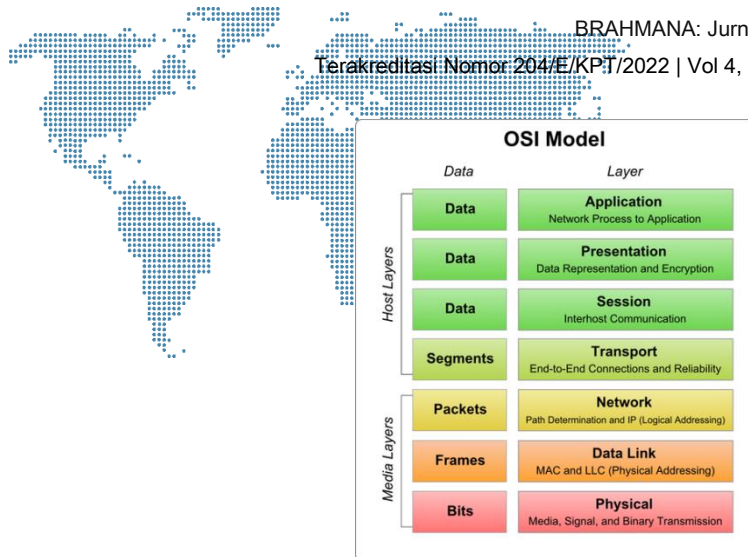 BRAHMANA: Jurn
Terakreditasi Nomor 204/E/KPT/2022 | Vol 4,
OSI Model
Data Layer
Host Layers
Data Application
Network Process to Application
Data Presentation
Data Representation and Encryption
Data Session
Interhost Communication
Segments Transport
End-to-End Connections and Reliability
Media Layers
Packets Network
Path Determination and IP (Logical Addressing)
Frames Data Link
MAC and LLC (Physical Addressing)
Bits Physical
Media, Signal, and Binary Transmission